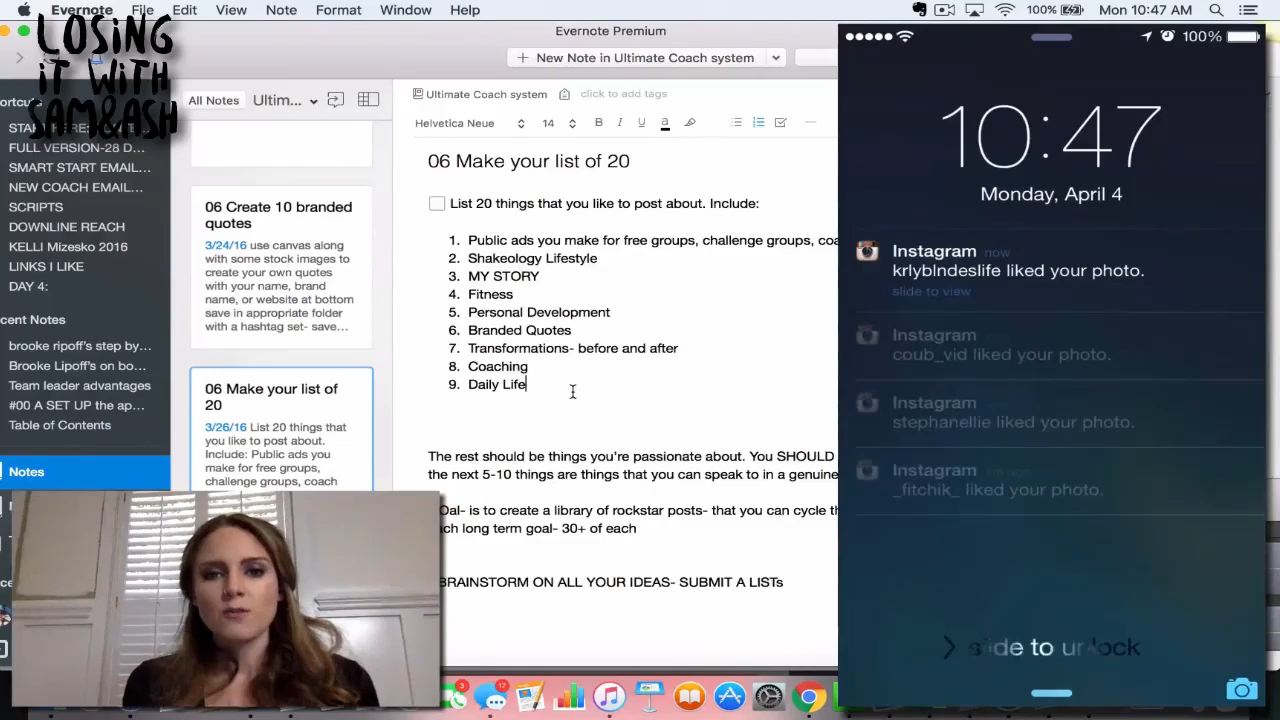 Evernote File Edit View Note Format Window Help 100% Mon 10:47 AM
LOSING
iT WITH
SAM&ASH
Evernote Premium
New Note in Ultimate Coach system
ortcuts
START HERE:
FULL VERSION-28 D...
SMART START EMAIL...
NEW COACH EMAIL...
SCRIPTS
DOWNLINE REACH
KELLI Mizesko 2016
LINKS I LIKE
DAY 4:
cent Notes
brooke ripoff's step by...
Brooke Lipoff's on bo...
Team leader advantages
#00 A SET UP the ap...
Table of Contents
Notes
All Notes Ultim...
06 Create 10 branded
quotes
3/24/16 use canvas along
with some stock images to
create your own quotes
with your name, brand
name, or website at bottom
save in appropriate folder
with a hashtag set- save...
06 Make your list of
20
3/26/16 List 20 things that
you like to post about.
Include: Public ads you
make for free groups,
challenge groups, coach
Ultimate Coach system click to add tags
Helvetica Neue 14 B I U a
06 Make your list of 20
List 20 things that you like to post about. Include:
1. Public ads you make for free groups, challenge groups, coa
2. Shakeology Lifestyle
3. MY STORY
4. Fitness
5. Personal Development
6. Branded Quotes
7. Transformations- before and after
8. Coaching
9. Daily Life
The rest should be things you're passionate about. You SHOULD
the next 5-10 things are things that you can speak to in a genuine
Oal- is to create a library of rockstar posts- that you can cycle th
ch long term goal- 30+ of each
BRAINSTORM ON ALL YOUR IDEAS- SUBMIT A LISTs
3 17
100%
10:47
Monday, April 4
Instagram now
krlyblndeslife liked your photo.
slide to view
Instagram
coub_vid liked your photo.
Instagram
stephanellie liked your photo.
Instagram
_fitchik_ liked your photo.
slide to unlock